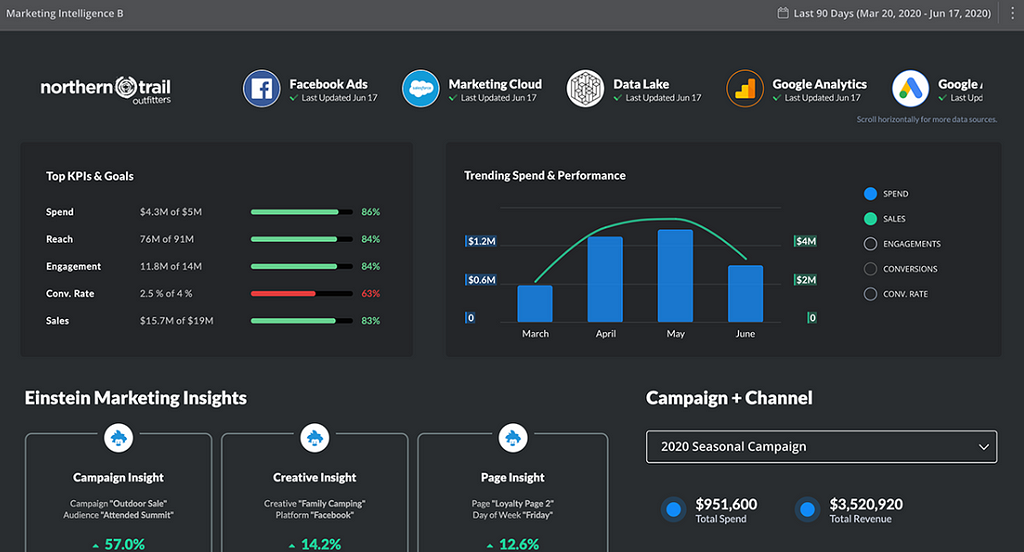 Marketing Intelligence B
Last 90 Days (Mar 20, 2020 - Jun 17, 2020)
northern trail
outfitters
Facebook Ads
Last Updated Jun 17
salesforce
Marketing Cloud
Last Updated Jun 17
Data Lake
Last Updated Jun 17
Google Analytics
Last Updated Jun 17
Google
Last Upd
Scroll horizontally for more data sources.
Top KPIs & Goals
Spend $4.3M of $5M 86%
Reach 76M of 91M 84%
Engagement 11.8M of 14M 84%
Conv. Rate 2.5 % of 4 % 63%
Sales $15.7M of $19M 83%
Trending Spend & Performance
$1.2M
$0.6M
0
$4M
$2M
0
March April May June
SPEND
SALES
ENGAGEMENTS
CONVERSIONS
CONV. RATE
Einstein Marketing Insights
Campaign Insight
Campaign "Outdoor Sale"
Audience "Attended Summit"
57.0%
Creative Insight
Creative "Family Camping"
Platform "Facebook"
14.2%
Page Insight
Page "Loyalty Page 2"
Day of Week "Friday"
12.6%
Campaign + Channel
2020 Seasonal Campaign
$951,600
Total Spend
$3,520,920
Total Revenue